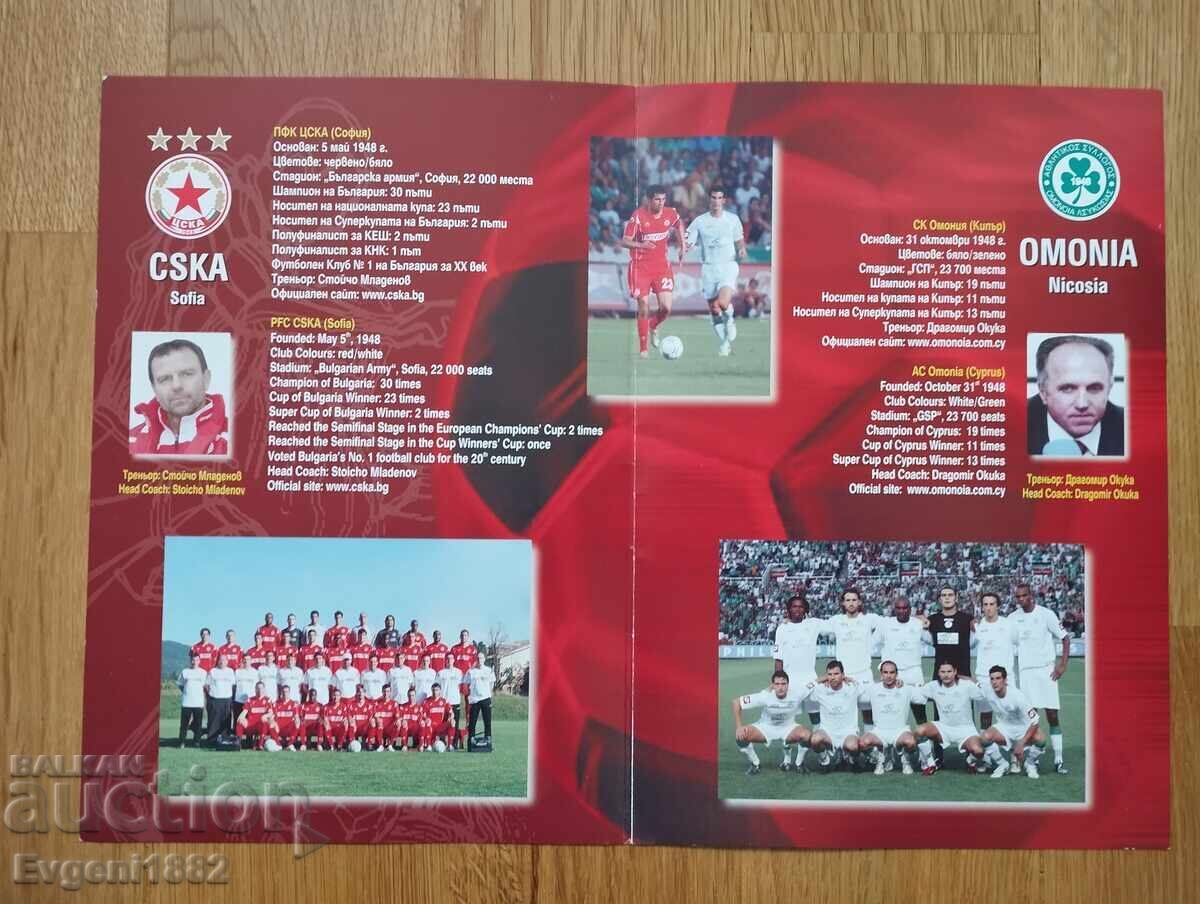 ЦСКА
CSKA
Sofia
ПФК ЦСКА (София)
Основан: 5 май 1948 г.
Цветове: червено/бяло
Стадион: „Българска армия“, София, 22 000 места
Шампион на България: 30 пъти
Носител на националната купа: 23 пъти
Носител на Суперкупата на България: 2 пъти
Полуфиналист за КЕШ: 2 пъти
Полуфиналист за КНК: 1 път
Футболен Клуб № 1 на България за XX век
Треньор: Стойчо Младенов
Официален сайт: www.cska.bg
PFC CSKA (Sofia)
Founded: May 5th, 1948
Club Colours: red/white
Stadium: „Bulgarian Army“, Sofia, 22 000 seats
Champion of Bulgaria: 30 times
Cup of Bulgaria Winner: 23 times
Super Cup of Bulgaria Winner: 2 times
Reached the Semifinal Stage in the European Champions’ Cup: 2 times
Reached the Semifinal Stage in the Cup Winners’ Cup: once
Voted Bulgaria's No. 1 football club for the 20th century
Head Coach: Stoicho Mladenov
Official site: www.cska.bg
Треньор: Стойчо Младенов
Head Coach: Stoicho Mladenov
23
ΑΘΛΗΤΙΚΟΣ ΣΥΛΛΟΓΟΣ
1948
ΟΜΟΝΟΙΑ ΛΕΥΚΩΣΙΑΣ
OMONIA
Nicosia
СК Омония (Кипър)
Основан: 31 октомври 1948 г.
Цветове: бяло/зелено
Стадион: „ГСП“, 23 700 места
Шампион на Кипър: 19 пъти
Носител на купата на Кипър: 11 пъти
Носител на Суперкупата на Кипър: 13 пъти
Треньор: Драгомир Окука
Официален сайт: www.omonoia.com.cy
AC Omonia (Cyprus)
Founded: October 31st 1948
Club Colours: White/Green
Stadium: „GSP“, 23 700 seats
Champion of Cyprus: 19 times
Cup of Cyprus Winner: 11 times
Super Cup of Cyprus Winner: 13 times
Head Coach: Dragomir Okuka
Official site: www.omonoia.com.cy
Треньор: Драгомир Окука
Head Coach: Dragomir Okuka
PHILIPS
BALKAN
auction
Evgeni1882